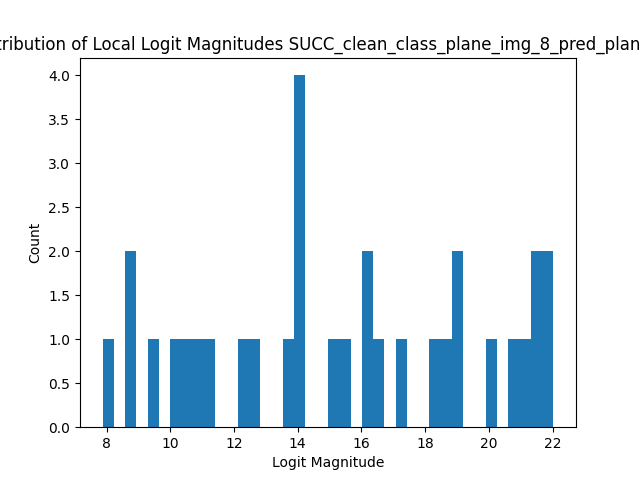 tribution of Local Logit Magnitudes SUCC_clean_class_plane_img_8_pred_plan
4.0
3.5
3.0
2.5
2.0
1.5
1.0
0.5
0.0
Count
8 10 12 14 16 18 20 22
Logit Magnitude